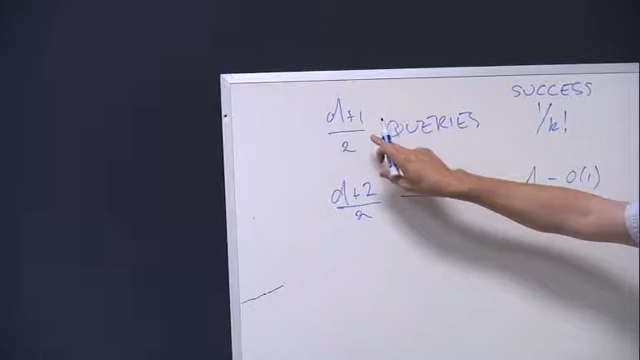 SUCCESS
d+1/2 QUERIES 1/k!
d+2/2 1 - O(1)